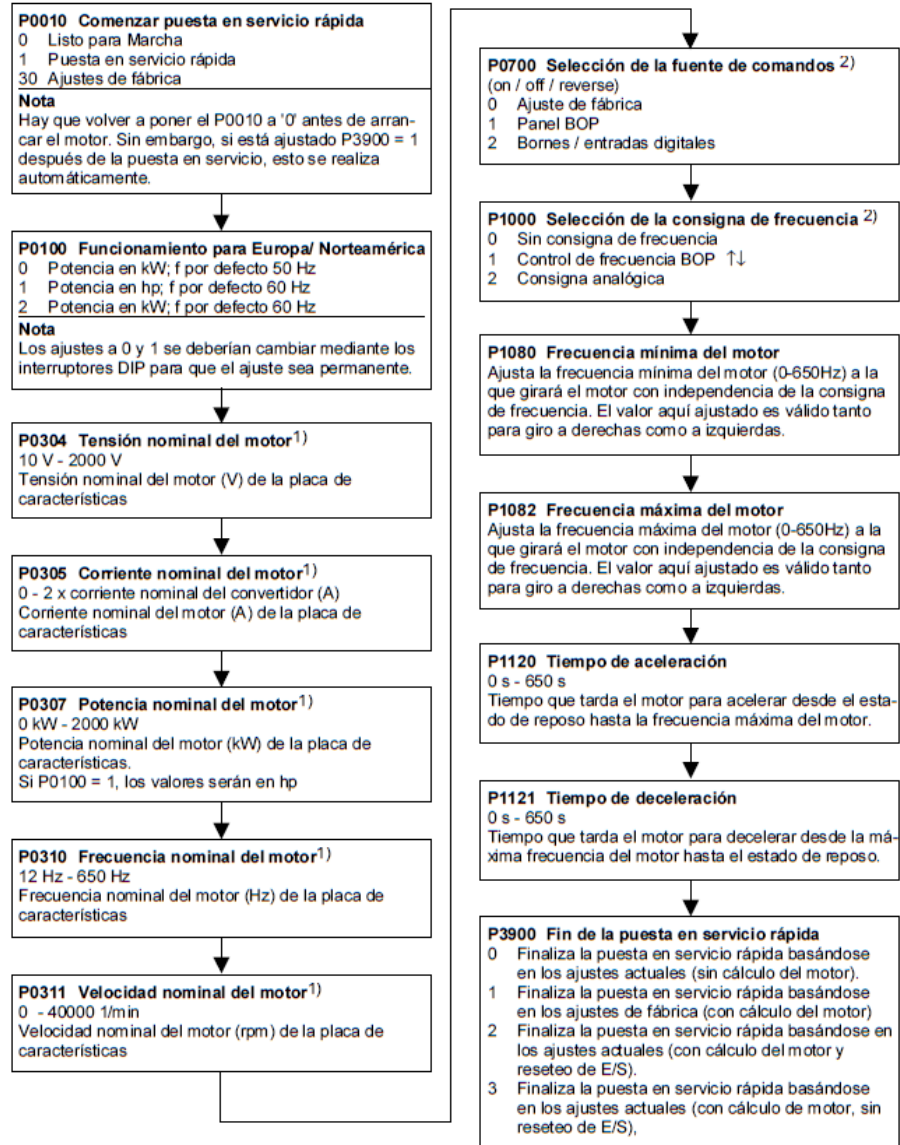 P0010 Comenzar puesta en servicio rápida
0 Listo para Marcha
1 Puesta en servicio rápida
30 Ajustes de fábrica
Nota
Hay que volver a poner el P0010 a '0' antes de arran-
car el motor. Sin embargo, si está ajustado P3900 = 1
después de la puesta en servicio, esto se realiza
automáticamente.
P0100 Funcionamiento para Europa/ Norteamérica
0 Potencia en kW; f por defecto 50 Hz
1 Potencia en hp; f por defecto 60 Hz
2 Potencia en kW; f por defecto 60 Hz
Nota
Los ajustes a 0 y 1 se deberían cambiar mediante los
interruptores DIP para que el ajuste sea permanente.
P0304 Tensión nominal del motor1)
10 V - 2000 V
Tensión nominal del motor (V) de la placa de
características
P0305 Corriente nominal del motor1)
0 - 2 x corriente nominal del convertidor (A)
Corriente nominal del motor (A) de la placa de
características
P0307 Potencia nominal del motor1)
0 kW - 2000 kW
Potencia nominal del motor (kW) de la placa de
características.
Si P0100 = 1, los valores serán en hp
P0310 Frecuencia nominal del motor1)
12 Hz - 650 Hz
Frecuencia nominal del motor (Hz) de la placa de
características
P0311 Velocidad nominal del motor1)
0 - 40000 1/min
Velocidad nominal del motor (rpm) de la placa de
características
P0700 Selección de la fuente de comandos 2)
(on / off / reverse)
0 Ajuste de fábrica
1 Panel BOP
2 Bornes / entradas digitales
P1000 Selección de la consigna de frecuencia 2)
0 Sin consigna de frecuencia
1 Control de frecuencia BOP ↑↓
2 Consigna analógica
P1080 Frecuencia mínima del motor
Ajusta la frecuencia mínima del motor (0-650Hz) a la
que girará el motor con independencia de la consigna
de frecuencia. El valor aquí ajustado es válido tanto
para giro a derechas como a izquierdas.
P1082 Frecuencia máxima del motor
Ajusta la frecuencia máxima del motor (0-650Hz) a la
que girará el motor con independencia de la consigna
de frecuencia. El valor aquí ajustado es válido tanto
para giro a derechas como a izquierdas.
P1120 Tiempo de aceleración
0 s - 650 s
Tiempo que tarda el motor para acelerar desde el esta-
do de reposo hasta la frecuencia máxima del motor.
P1121 Tiempo de deceleración
0 s - 650 s
Tiempo que tarda el motor para decelerar desde la má-
xima frecuencia del motor hasta el estado de reposo.
P3900 Fin de la puesta en servicio rápida
0 Finaliza la puesta en servicio rápida basándose
en los ajustes actuales (sin cálculo del motor).
1 Finaliza la puesta en servicio rápida basándose
en los ajustes de fábrica (con cálculo del motor)
2 Finaliza la puesta en servicio rápida basándose en
los ajustes actuales (con cálculo del motor y
reseteo de E/S).
3 Finaliza la puesta en servicio rápida basándose
en los ajustes actuales (con cálculo de motor, sin
reseteo de E/S),